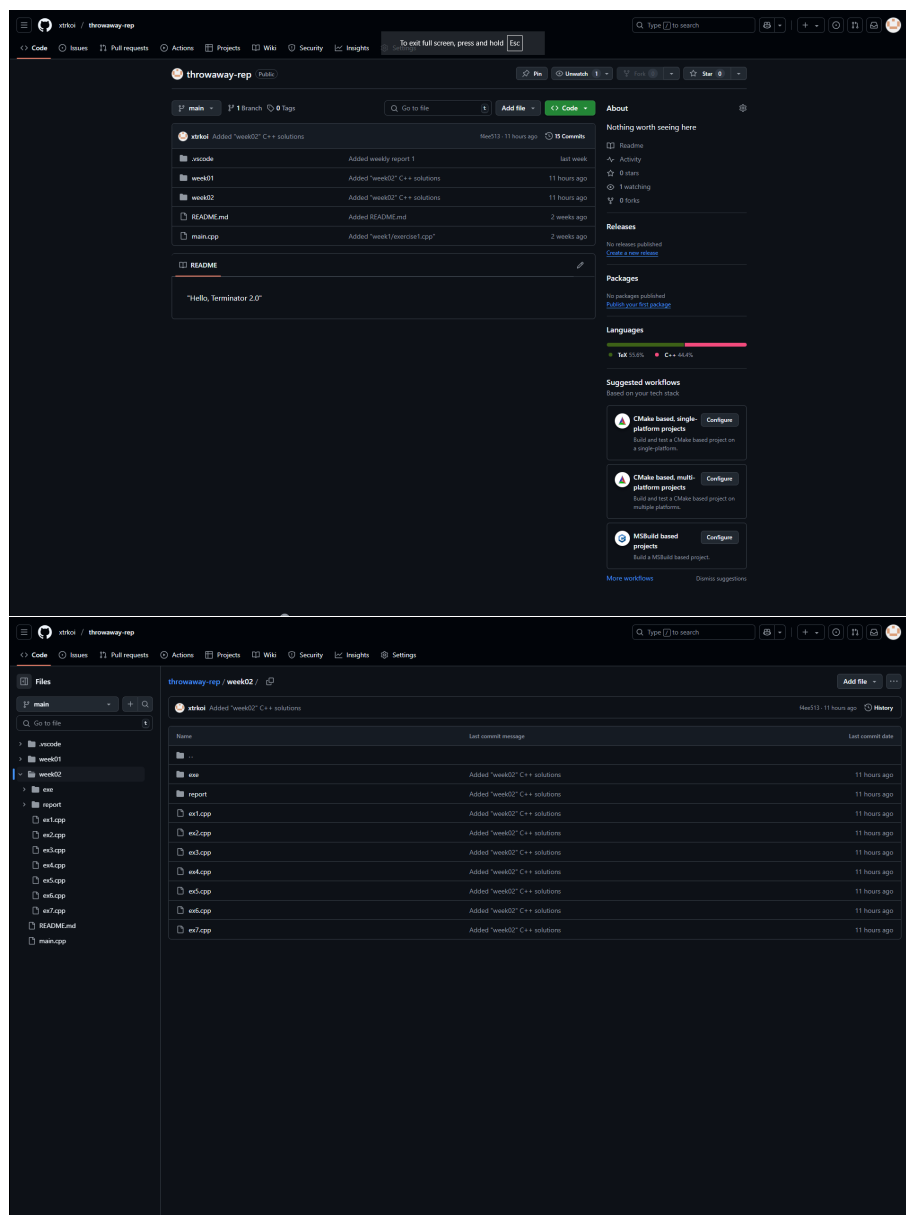 xtrkoi / throwaway-rep
Type / to search
Code Issues Pull requests Actions Projects Wiki Security Insights Settings
To exit full screen, press and hold Esc
throwaway-rep Public
Pin Unwatch 1 Fork 0 Star 0
main 1 Branch 0 Tags
Go to file t
Add file Code
xtrkoi Added "week02" C++ solutions 11 hours ago 15 Commits
.vscode Added weekly report 1 last week
week01 Added "week02" C++ solutions 11 hours ago
week02 Added "week02" C++ solutions 11 hours ago
README.md Added README.md 2 weeks ago
main.cpp Added "week1/exercise1.cpp" 2 weeks ago
README
"Hello, Terminator 2.0"
About
Nothing worth seeing here
Readme
Activity
0 stars
1 watching
0 forks
Releases
No releases published
Create a new release
Packages
No packages published
Publish your first package
Languages
TeX 55.6% C++ 44.4%
Suggested workflows
Based on your tech stack
CMake based, single-
platform projects
Configure
Build and test a CMake based project on
a single-platform.
CMake based, multi-
platform projects
Configure
Build and test a CMake based project on
multiple platforms.
MSBuild based
projects
Configure
Build a MSBuild based project.
More workflows Dismiss suggestions
xtrkoi / throwaway-rep
Type / to search
Code Issues Pull requests Actions Projects Wiki Security Insights Settings
Files
main
Go to file t
.vscode
week01
week02
exe
report
ex1.cpp
ex2.cpp
ex3.cpp
ex4.cpp
ex5.cpp
ex6.cpp
ex7.cpp
README.md
main.cpp
throwaway-rep / week02 /
Add file ...
xtrkoi Added "week02" C++ solutions 11 hours ago History
Name Last commit message Last commit date
..
exe Added "week02" C++ solutions 11 hours ago
report Added "week02" C++ solutions 11 hours ago
ex1.cpp Added "week02" C++ solutions 11 hours ago
ex2.cpp Added "week02" C++ solutions 11 hours ago
ex3.cpp Added "week02" C++ solutions 11 hours ago
ex4.cpp Added "week02" C++ solutions 11 hours ago
ex5.cpp Added "week02" C++ solutions 11 hours ago
ex6.cpp Added "week02" C++ solutions 11 hours ago
ex7.cpp Added "week02" C++ solutions 11 hours ago